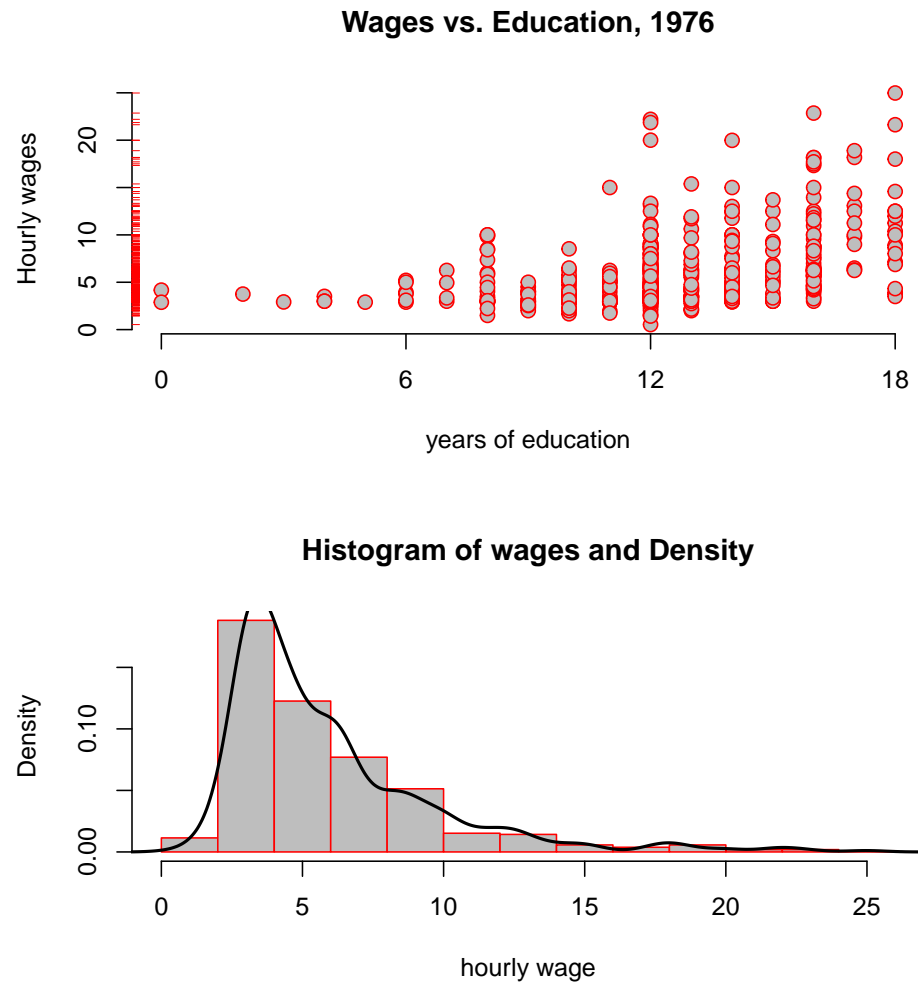 Wages vs. Education, 1976
Hourly wages
20
10
5
0
0 6 12 18
years of education
Histogram of wages and Density
Density
0.10
0.00
0 5 10 15 20 25
hourly wage